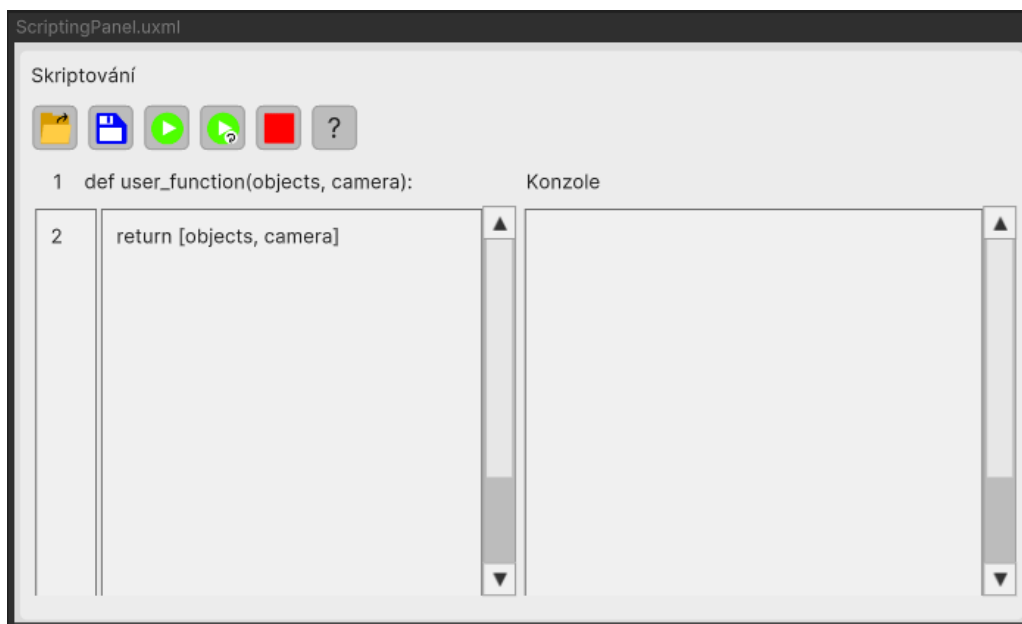 ScriptingPanel.uxml
Skriptování
?
1 def user_function(objects, camera):
Konzole
2 return [objects, camera]